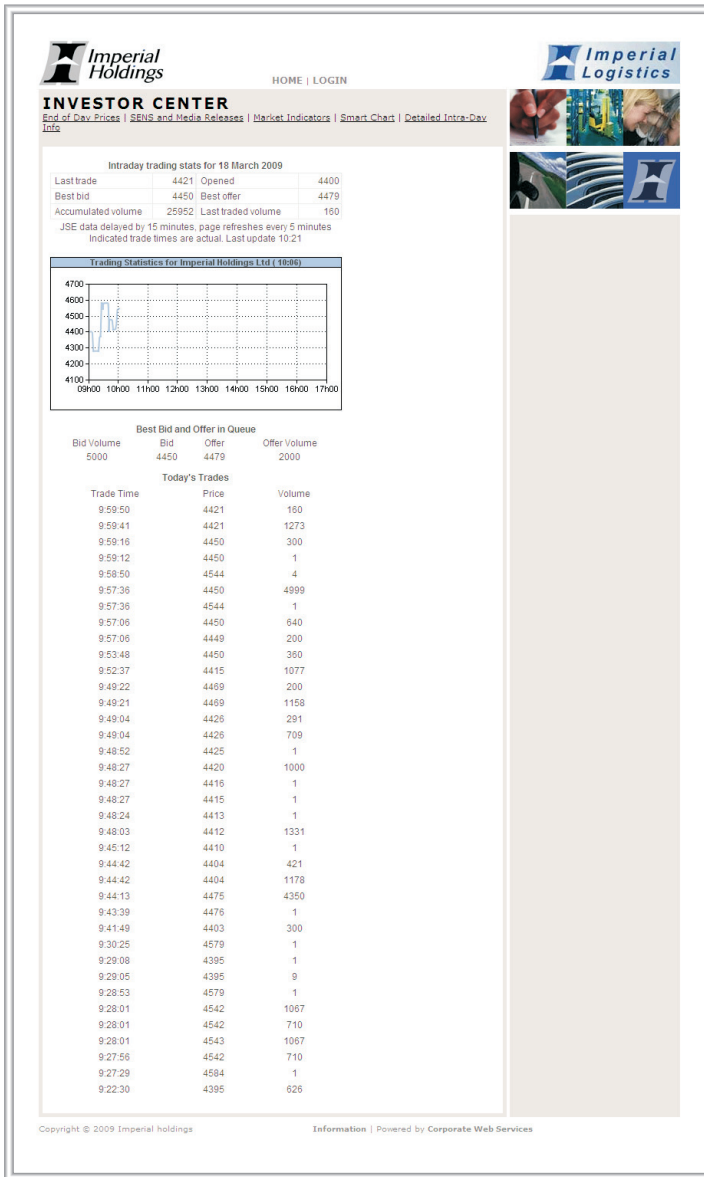 Imperial
Holdings
HOME | LOGIN
Imperial
Logistics
INVESTOR CENTER
End of Day Prices | SENS and Media Releases | Market Indicators | Smart Chart | Detailed Intra-Day
Info
Intraday trading stats for 18 March 2009
Last trade 4421 Opened 4400
Best bid 4450 Best offer 4479
Accumulated volume 25952 Last traded volume 160
JSE data delayed by 15 minutes, page refreshes every 5 minutes
Indicated trade times are actual. Last update 10:21
Trading Statistics for Imperial Holdings Ltd ( 10:06)
4700
4600
4500
4400
4300
4200
4100
09h00 10h00 11h00 12h00 13h00 14h00 15h00 16h00 17h00
Best Bid and Offer in Queue
Bid Volume Bid Offer Offer Volume
5000 4450 4479 2000
Today's Trades
Trade Time Price Volume
9:59:50 4421 160
9:59:41 4421 1273
9:59:16 4450 300
9:59:12 4450 1
9:58:50 4544 4
9:57:36 4450 4999
9:57:36 4544 1
9:57:06 4450 640
9:57:06 4449 200
9:53:48 4450 360
9:52:37 4415 1077
9:49:22 4469 200
9:49:21 4469 1158
9:49:04 4426 291
9:49:04 4426 709
9:48:52 4425 1
9:48:27 4420 1000
9:48:27 4416 1
9:48:27 4415 1
9:48:24 4413 1
9:48:03 4412 1331
9:45:12 4410 1
9:44:42 4404 421
9:44:42 4404 1178
9:44:13 4475 4350
9:43:39 4476 1
9:41:49 4403 300
9:30:25 4579 1
9:29:08 4395 1
9:29:05 4395 9
9:28:53 4579 1
9:28:01 4542 1067
9:28:01 4542 710
9:28:01 4543 1067
9:27:56 4542 710
9:27:29 4584 1
9:22:30 4395 626
Copyright © 2009 Imperial holdings
Information | Powered by Corporate Web Services